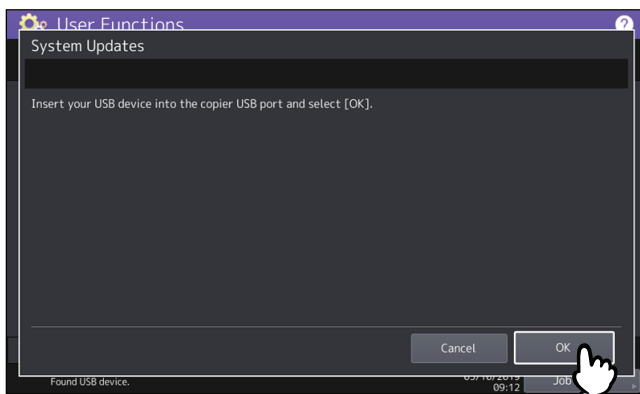 User Functions
?
System Updates
Insert your USB device into the copier USB port and select [OK].
Cancel
OK
Found USB device.
09:12
Job